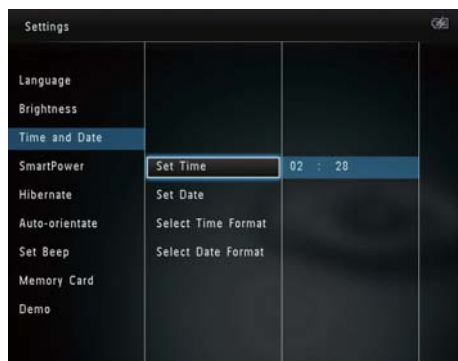 Settings
Language
Brightness
Time and Date
SmartPower
Hibernate
Auto-orientate
Set Beep
Memory Card
Demo
Set Time
Set Date
Select Time Format
Select Date Format
02 : 28